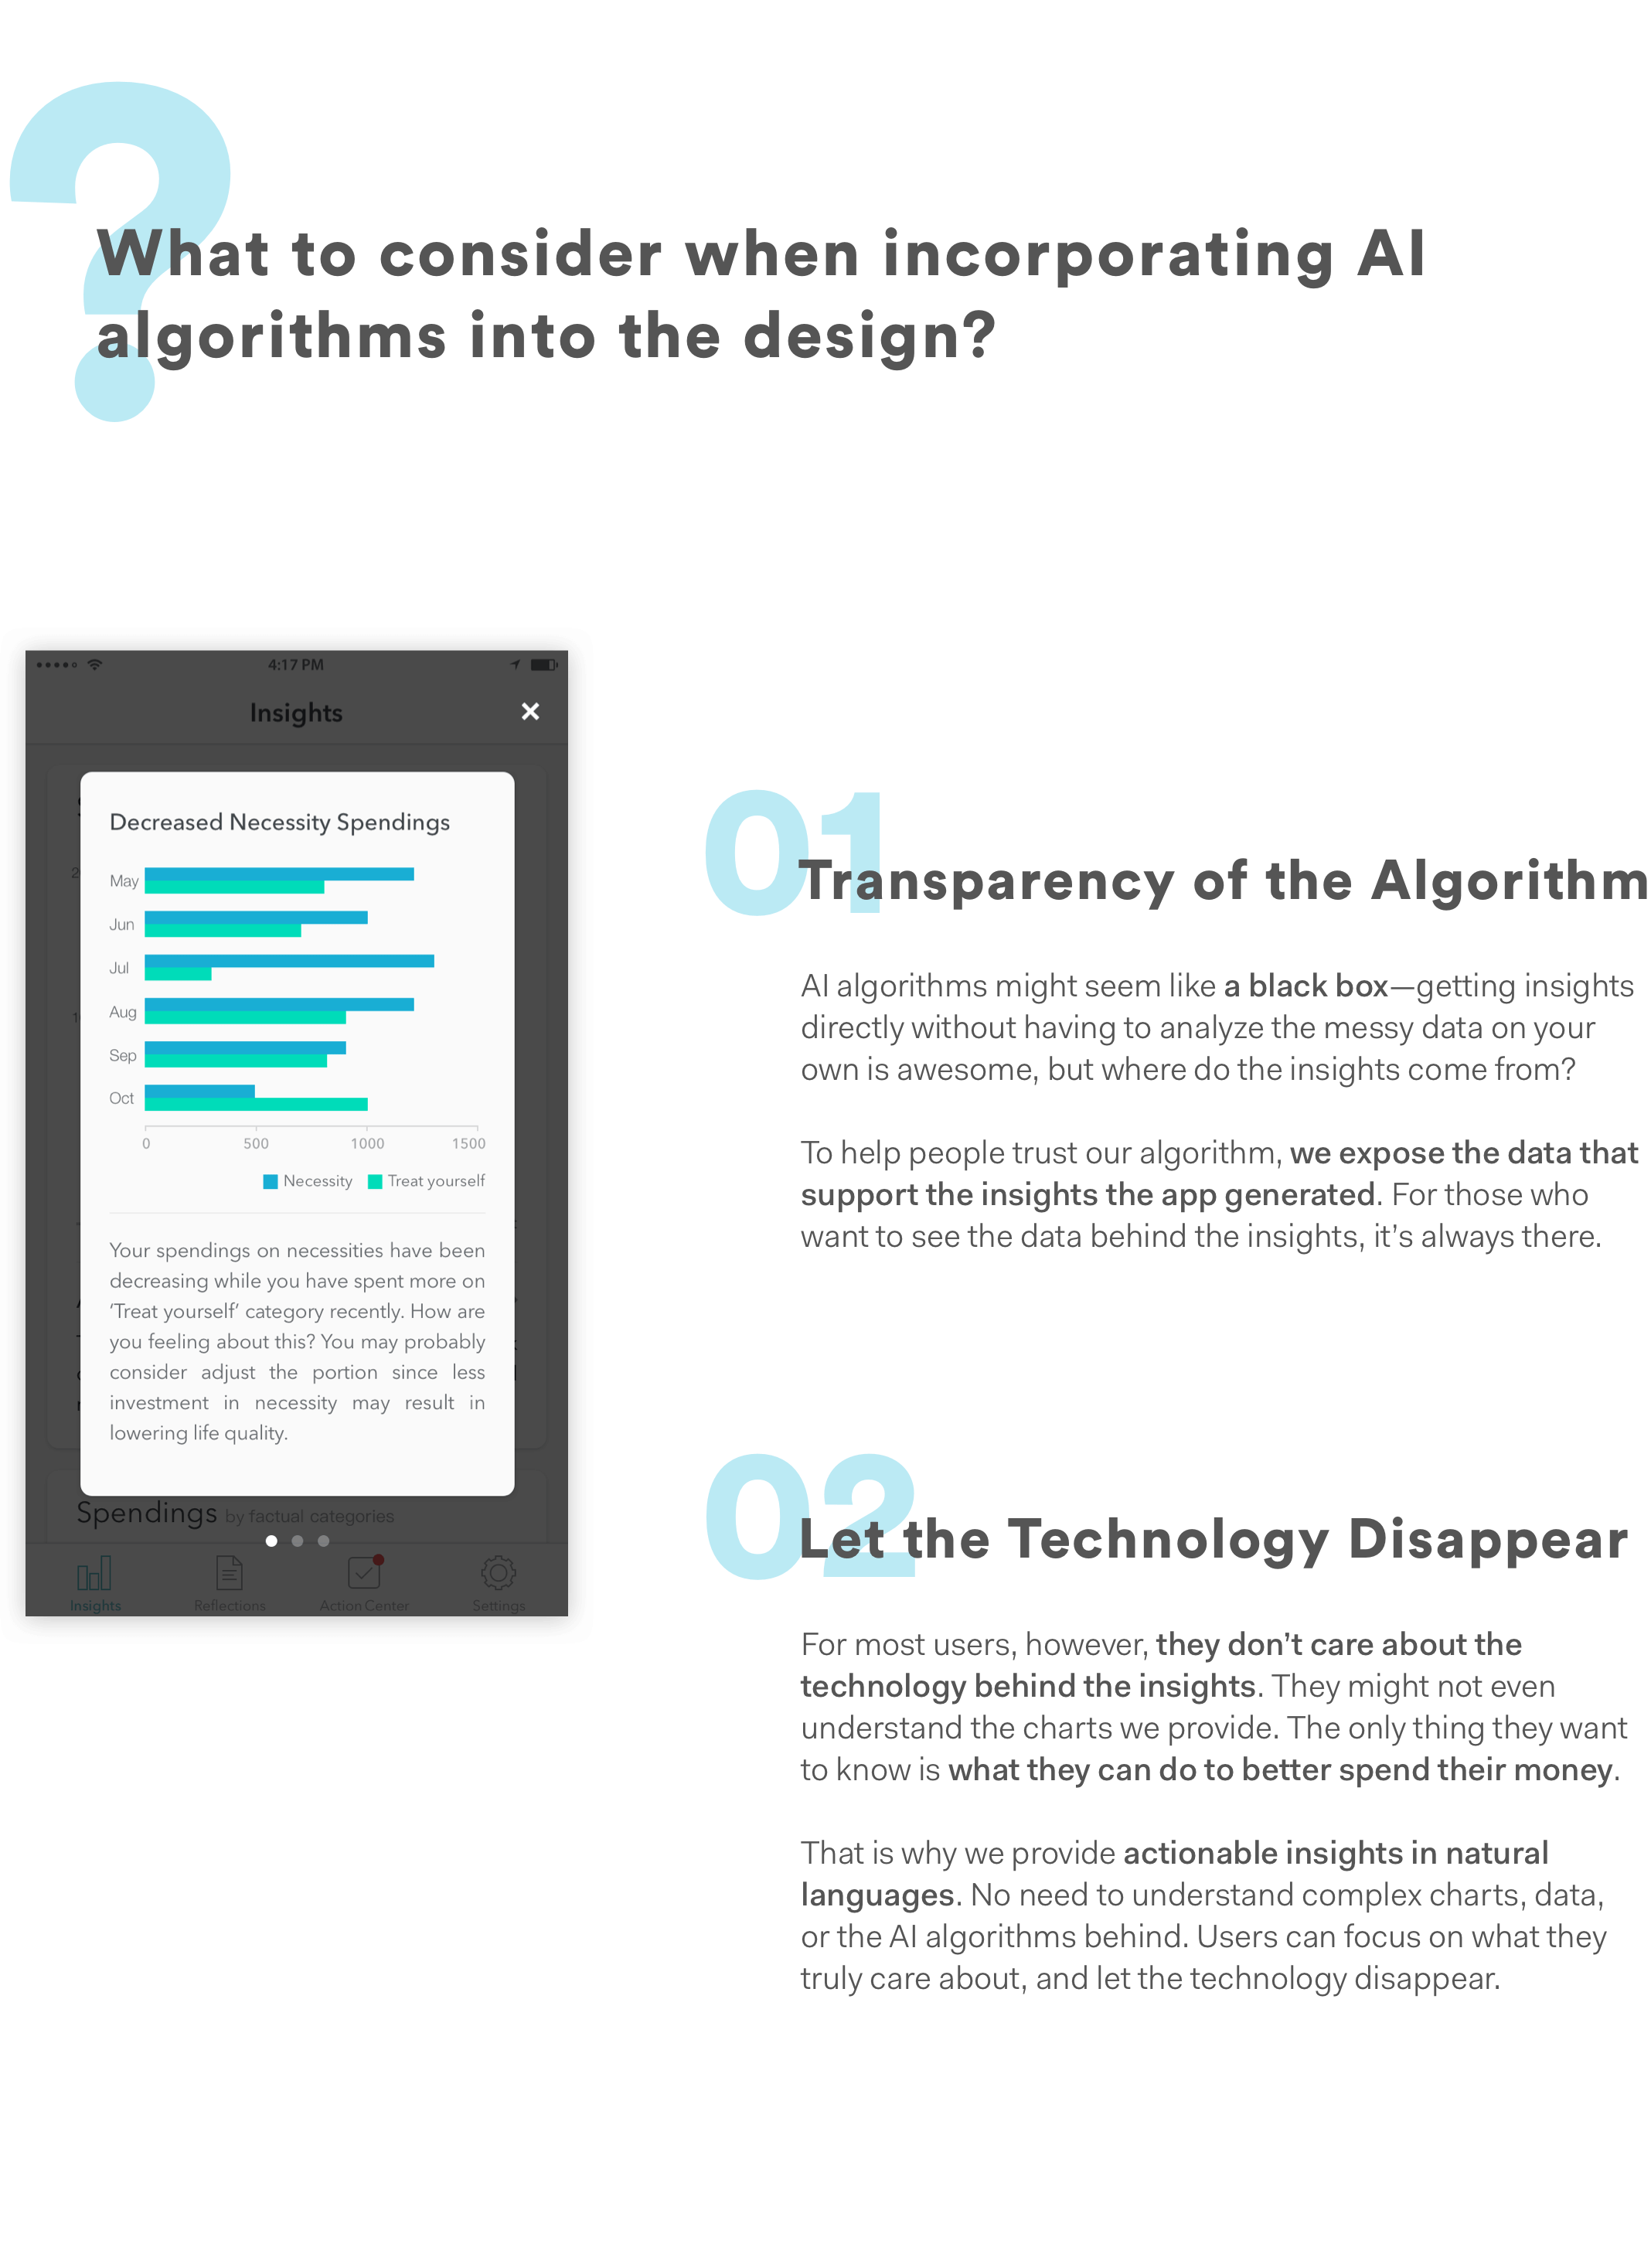 ?
What to consider when incorporating AI
algorithms into the design?
4:17 PM
Insights
Decreased Necessity Spendings
May
Jun
Jul
Aug
Sep
Oct
0 500 1000 1500
Necessity Treat yourself
Your spendings on necessities have been
decreasing while you have spent more on
‘Treat yourself’ category recently. How are
you feeling about this? You may probably
consider adjust the portion since less
investment in necessity may result in
lowering life quality.
Spendings by factual categories
Insights Reflections Action Center Settings
01
Transparency of the Algorithm
AI algorithms might seem like a black box—getting insights
directly without having to analyze the messy data on your
own is awesome, but where do the insights come from?
To help people trust our algorithm, we expose the data that
support the insights the app generated. For those who
want to see the data behind the insights, it’s always there.
02
Let the Technology Disappear
For most users, however, they don’t care about the
technology behind the insights. They might not even
understand the charts we provide. The only thing they want
to know is what they can do to better spend their money.
That is why we provide actionable insights in natural
languages. No need to understand complex charts, data,
or the AI algorithms behind. Users can focus on what they
truly care about, and let the technology disappear.